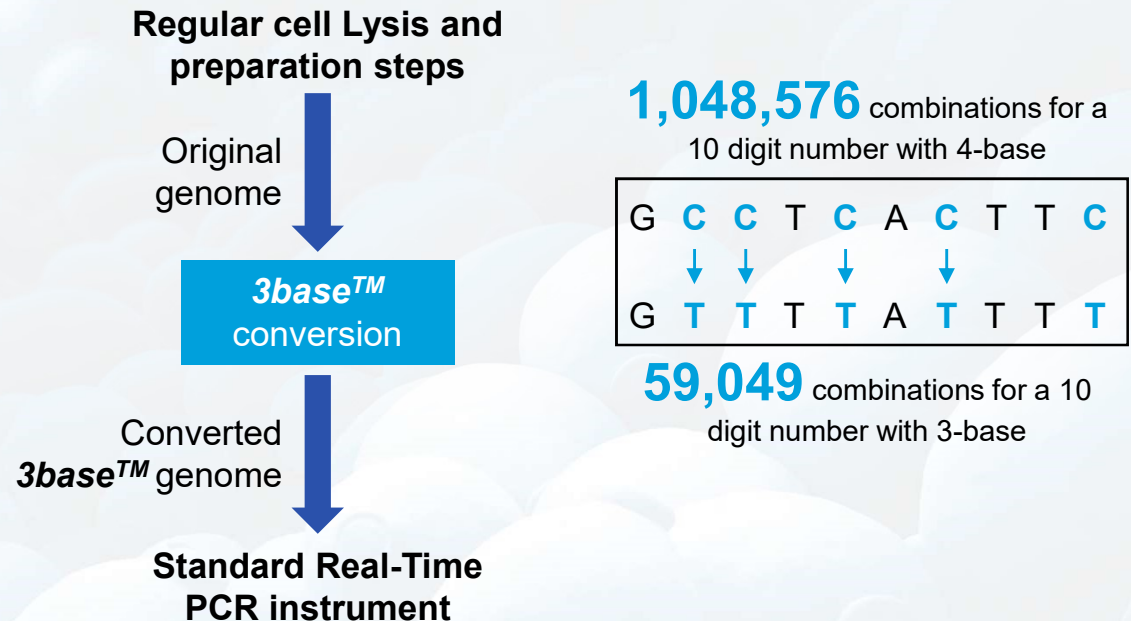 Regular cell Lysis and
preparation steps
Original
genome
3baseTM
conversion
Converted
3baseTM genome
Standard Real-Time
PCR instrument
1,048,576 combinations for a
10 digit number with 4-base
G C C T C A C T T C
G T T T T A T T T T
59,049 combinations for a 10
digit number with 3-base